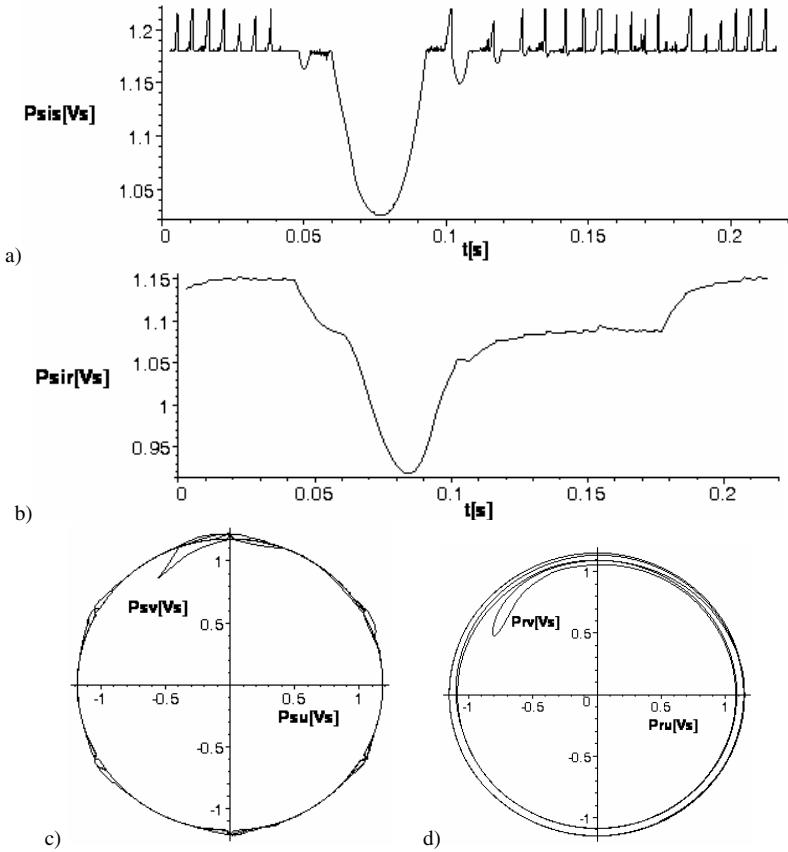 1.2
1.15
Psis[Vs]
1.1
1.05
0 0.05 0.1 0.15 0.2
t[s]
a)
1.15
1.1
1.05
Psir[Vs]
1
0.95
0 0.05 0.1 0.15 0.2
t[s]
b)
1
Psv[Vs]
0.5
-1 -0.5 0 0.5 1
Psu[Vs]
-0.5
-1
c)
1
Prv[Vs]
0.5
-1 -0.5 0 0.5 1
Pru[Vs]
-0.5
-1
d)